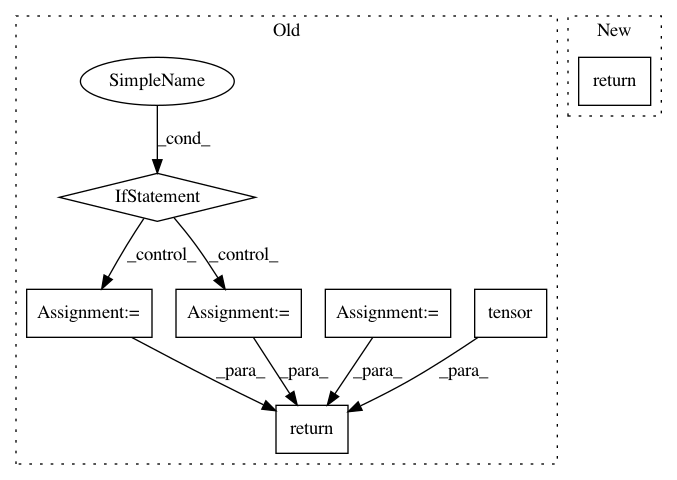 Old
New
SimpleName
return
_cond_
IfStatement
_control_
_control_
Assignment:=
Assignment:=
Assignment:=
tensor
_para_
_para_
_para_
_para_
return